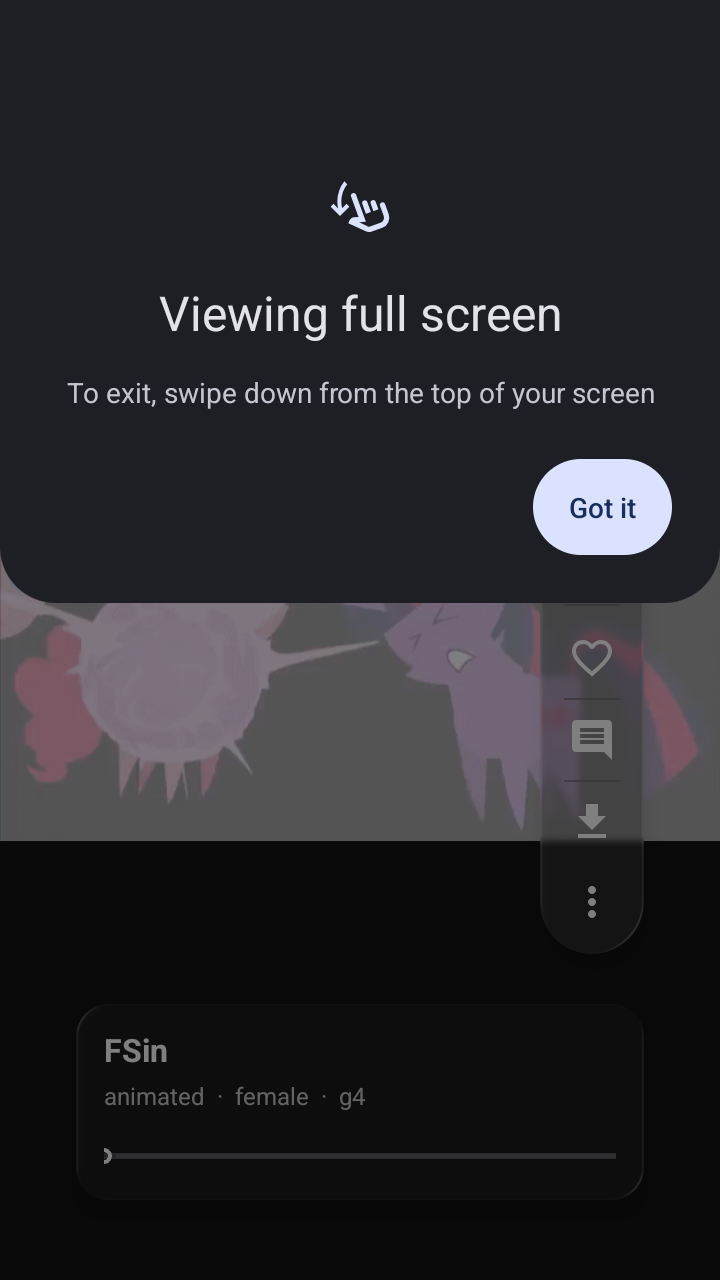 Viewing full screen
To exit, swipe down from the top of your screen
Got it
FSin
animated · female · g4